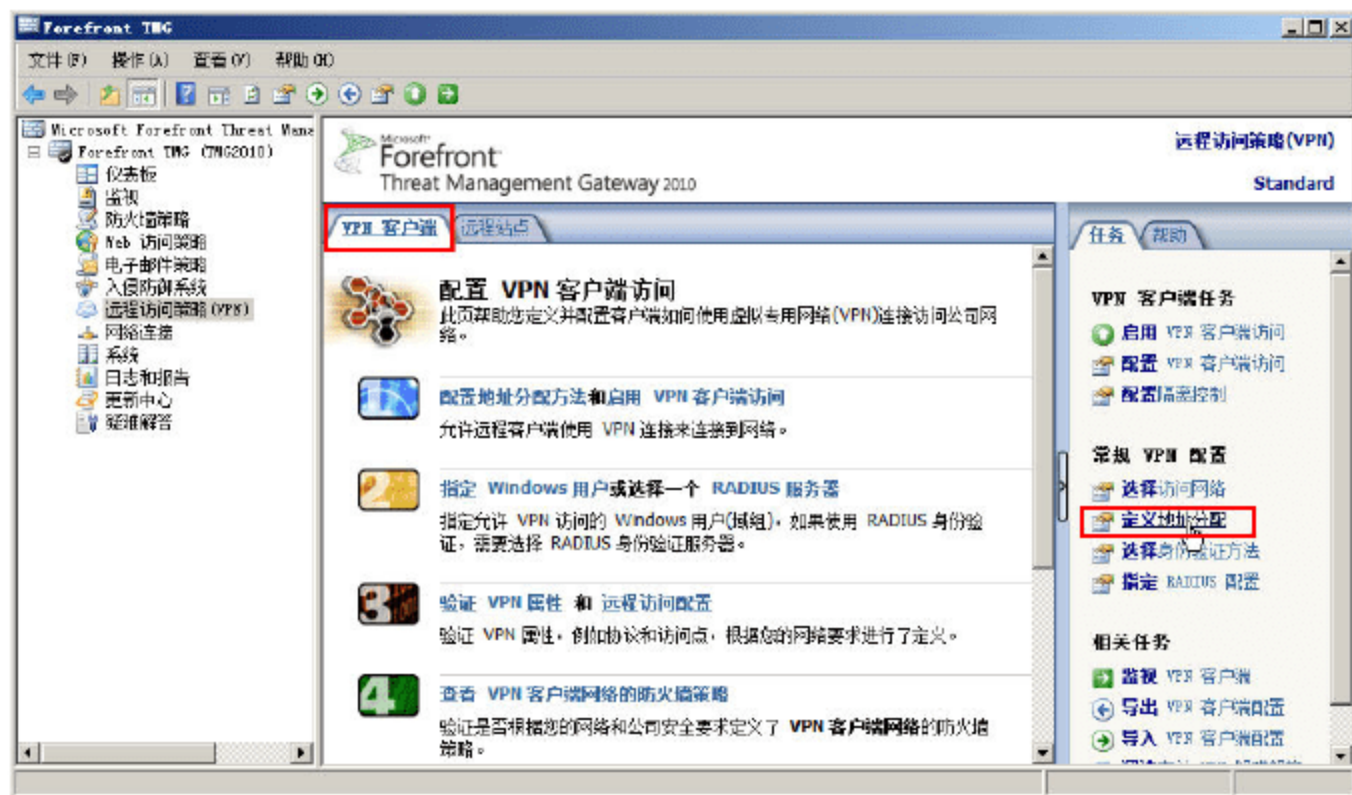 Forefront TMG
文件(F) 操作(A) 查看(V) 帮助(H)
Microsoft Forefront Threat Mana
Forefront TMG (TMG2010)
仪表板
监视
防火墙策略
Web 访问策略
电子邮件策略
入侵防御系统
远程访问策略(VPN)
网络连接
系统
日志和报告
更新中心
疑难解答
Microsoft
Forefront
Threat Management Gateway 2010
远程访问策略(VPN)
Standard
VPN 客户端
远程站点
配置 VPN 客户端访问
此页帮助您定义并配置客户端如何使用虚拟专用网络(VPN)连接访问公司网
络。
配置地址分配方法和启用 VPN 客户端访问
允许远程客户端使用 VPN 连接来连接到网络。
2
指定 Windows 用户或选择一个 RADIUS 服务器
指定允许 VPN 访问的 Windows 用户(域组)，如果使用 RADIUS 身份验
证，需要选择 RADIUS 身份验证服务器。
3
验证 VPN 属性 和 远程访问配置
验证 VPN 属性，例如协议和访问点，根据您的网络要求进行了定义。
4
查看 VPN 客户端网络的防火墙策略
验证是否根据您的网络和公司安全要求定义了 VPN 客户端网络的防火墙
策略。
任务
帮助
VPN 客户端任务
启用 VPN 客户端访问
配置 VPN 客户端访问
配置隔离控制
常规 VPN 配置
选择访问网络
定义地址分配
选择身份验证方法
指定 RADIUS 配置
相关任务
监视 VPN 客户端
导出 VPN 客户端配置
导入 VPN 客户端配置